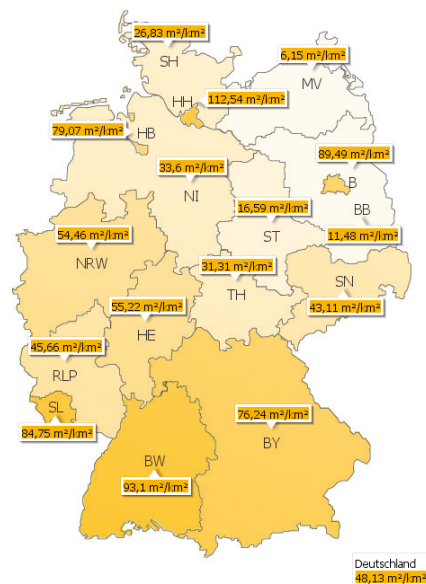 26,83 m²/km²
SH
6,15 m²/km²
MV
HH
112,54 m²/km²
HB
79,07 m²/km²
33,6 m²/km²
NI
89,49 m²/km²
B
BB
11,48 m²/km²
16,59 m²/km²
ST
54,46 m²/km²
NRW
31,31 m²/km²
TH
SN
43,11 m²/km²
55,22 m²/km²
HE
45,66 m²/km²
RLP
SL
84,75 m²/km²
76,24 m²/km²
BY
BW
93,1 m²/km²
Deutschland
48,13 m²/km²